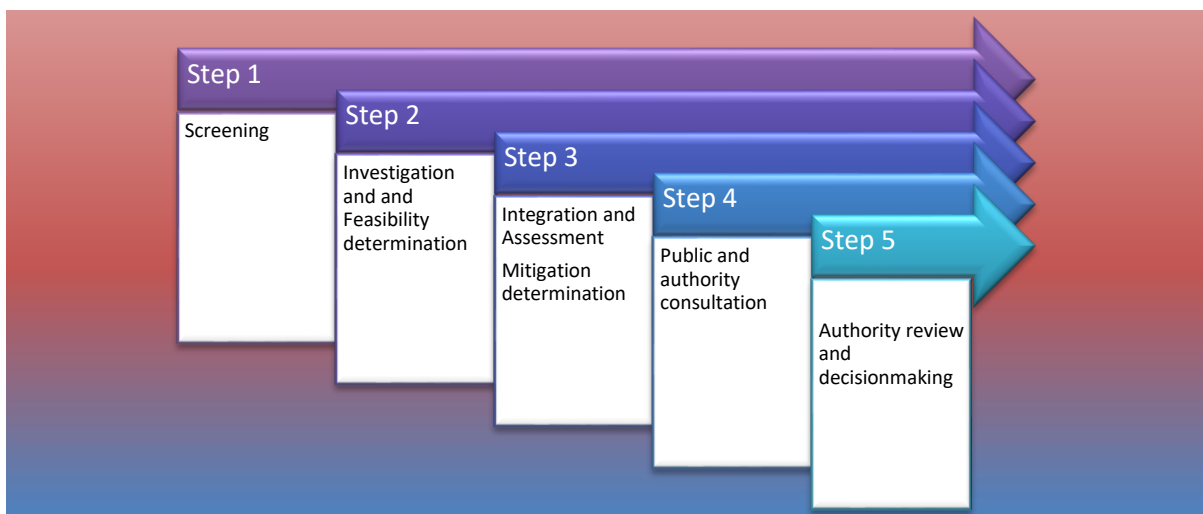 Step 1
Screening
Step 2
Investigation
and and
Feasibility
determination
Step 3
Integration and
Assessment
Mitigation
determination
Step 4
Public and
authority
consultation
Step 5
Authority review
and
decisionmaking